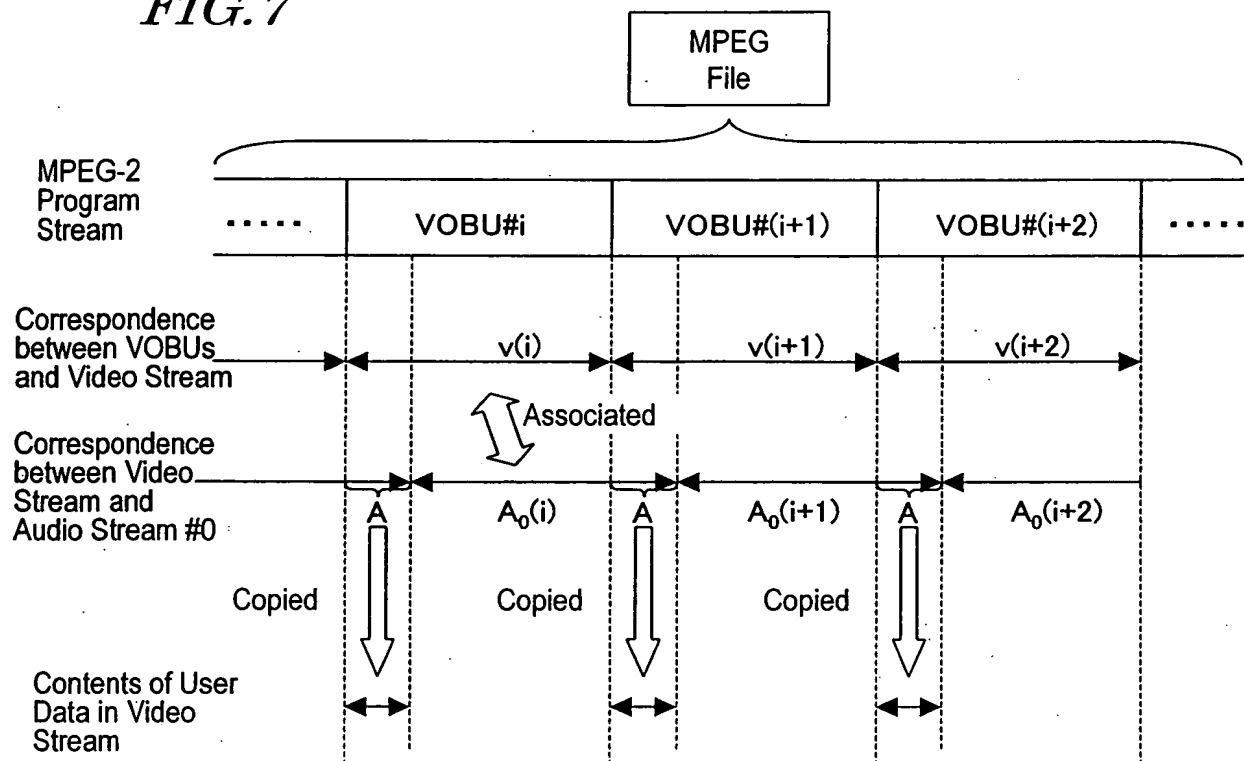 FIG. 7
MPEG
File
MPEG-2
Program
Stream
..... VOBU#i VOBU#(i+1) VOBU#(i+2) .....
Correspondence
between VOBUs
and Video Stream
v(i) v(i+1) v(i+2)
Associated
Correspondence
between Video
Stream and
Audio Stream #0
A A₀(i) A A₀(i+1) A A₀(i+2)
Copied Copied Copied
Contents of User
Data in Video
Stream